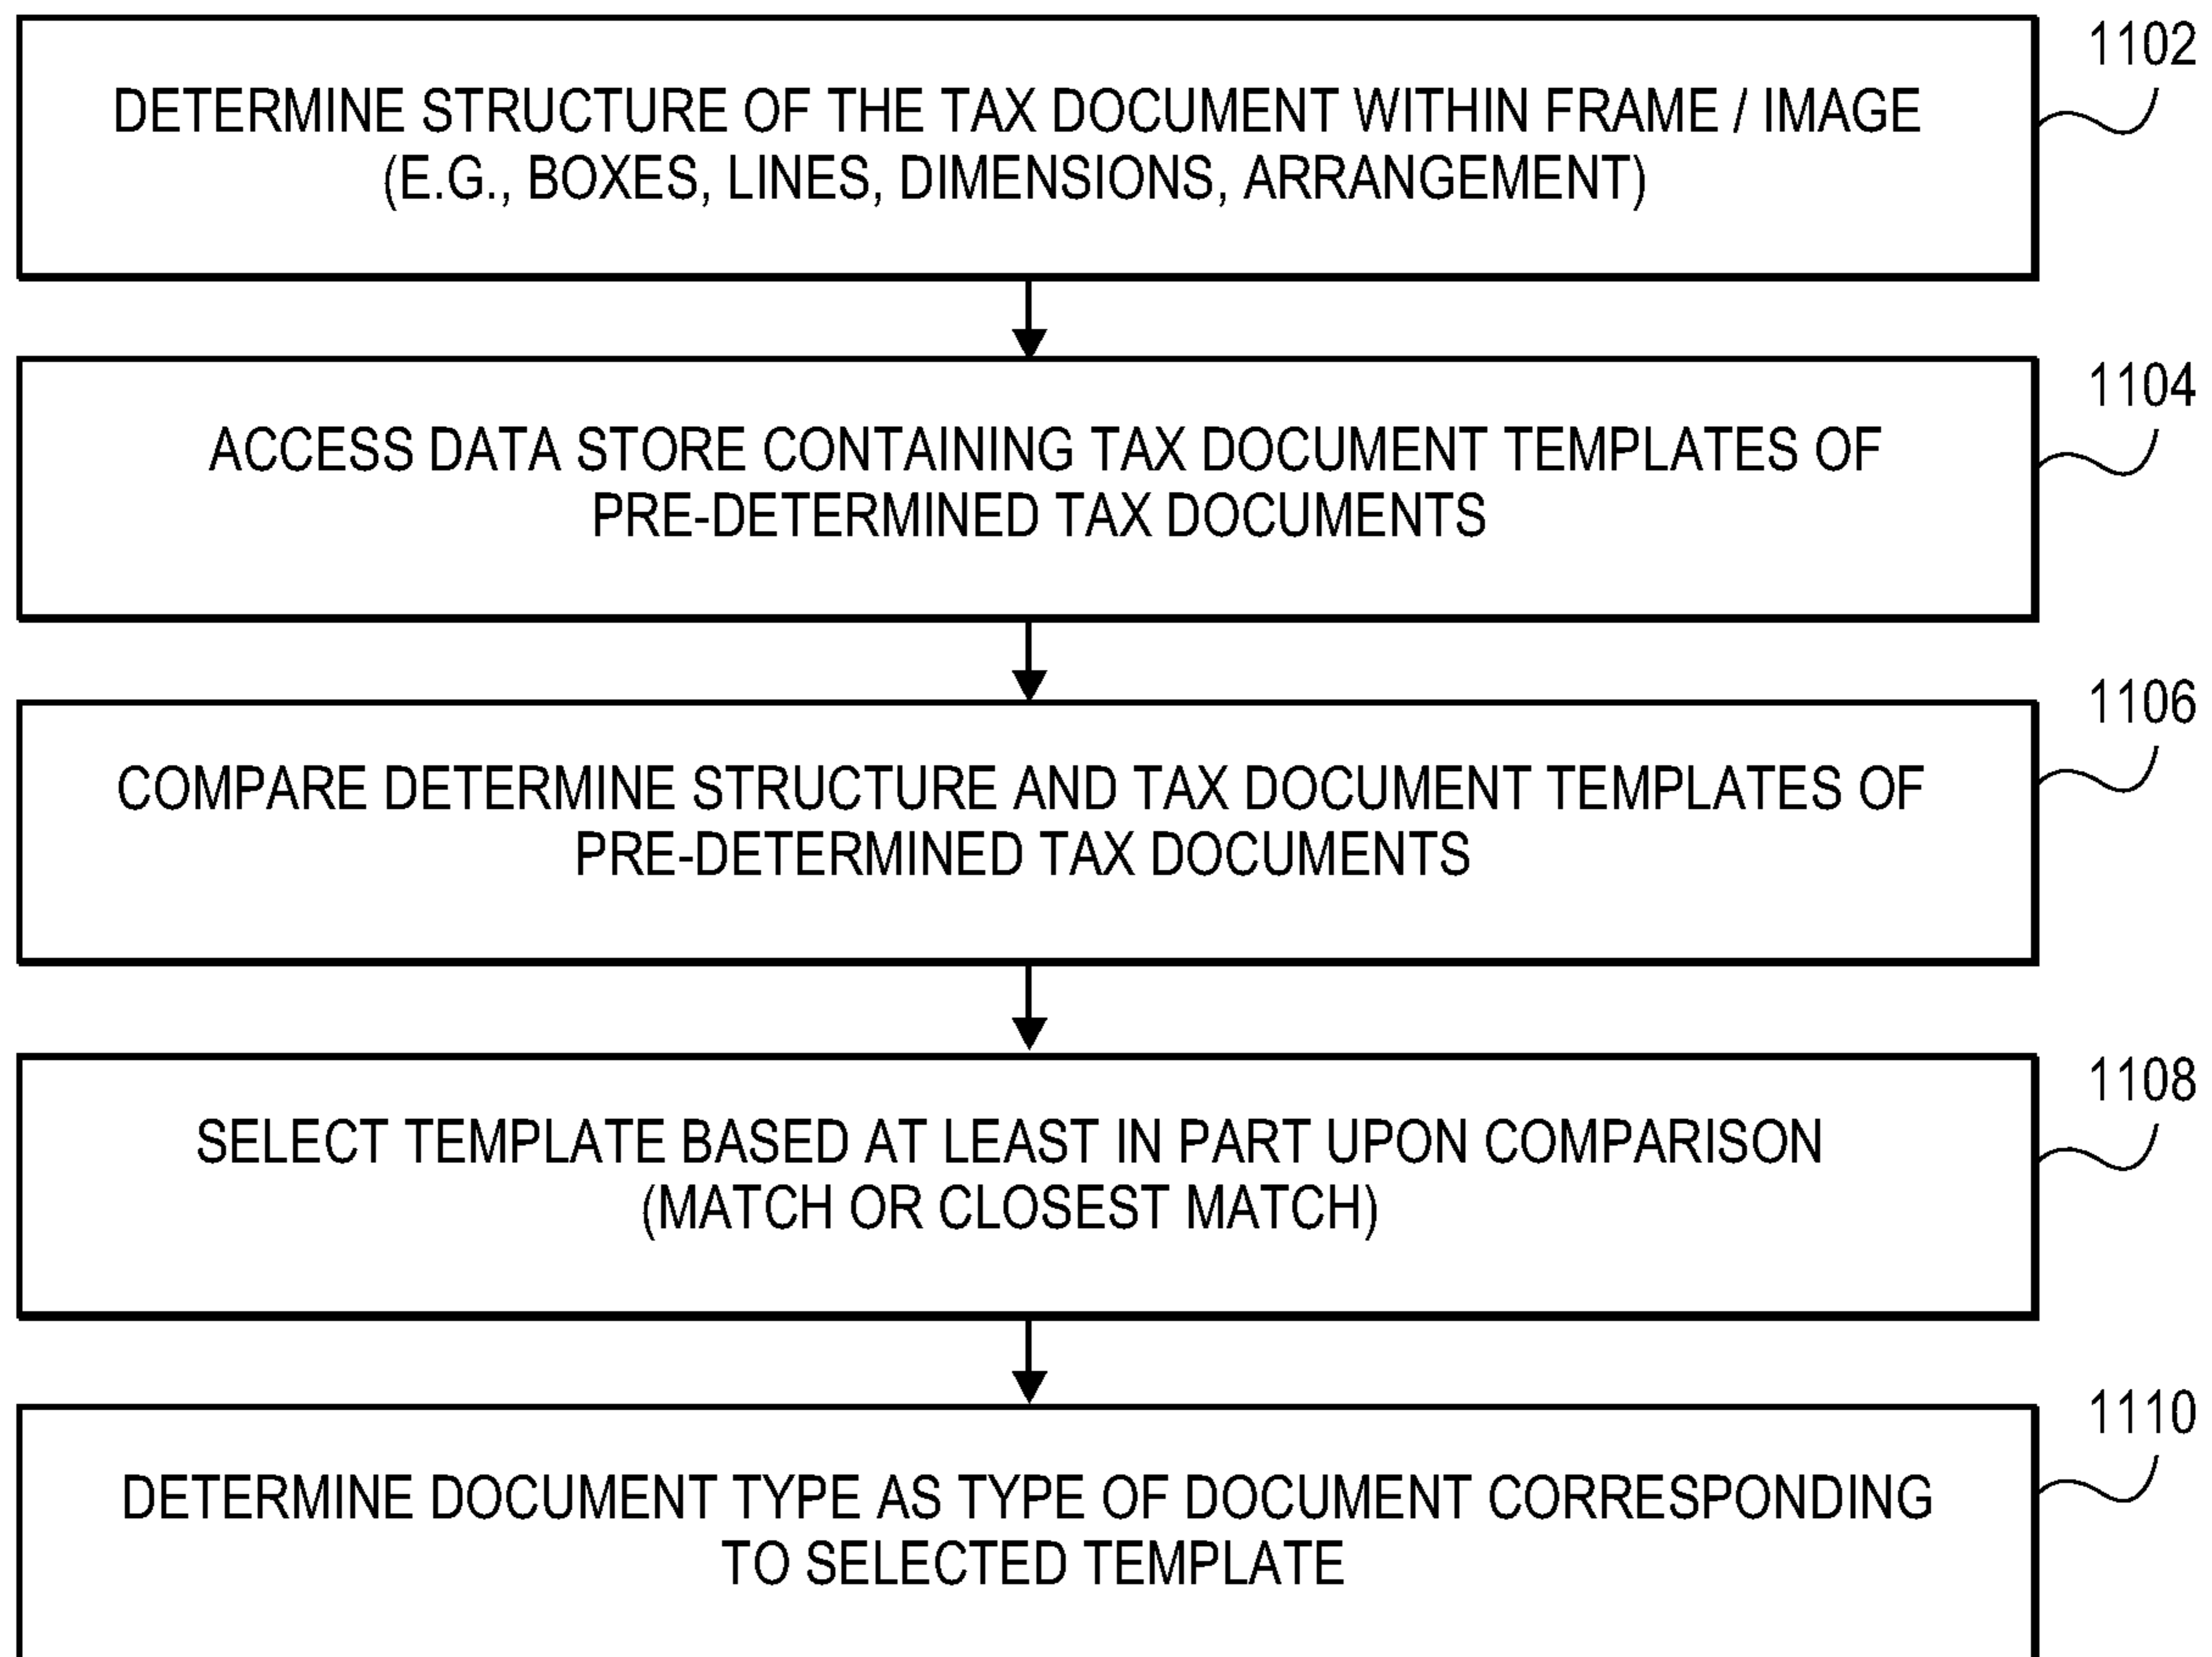 1102
DETERMINE STRUCTURE OF THE TAX DOCUMENT WITHIN FRAME / IMAGE
(E.G., BOXES, LINES, DIMENSIONS, ARRANGEMENT)
1104
ACCESS DATA STORE CONTAINING TAX DOCUMENT TEMPLATES OF
PRE-DETERMINED TAX DOCUMENTS
1106
COMPARE DETERMINE STRUCTURE AND TAX DOCUMENT TEMPLATES OF
PRE-DETERMINED TAX DOCUMENTS
1108
SELECT TEMPLATE BASED AT LEAST IN PART UPON COMPARISON
(MATCH OR CLOSEST MATCH)
1110
DETERMINE DOCUMENT TYPE AS TYPE OF DOCUMENT CORRESPONDING
TO SELECTED TEMPLATE